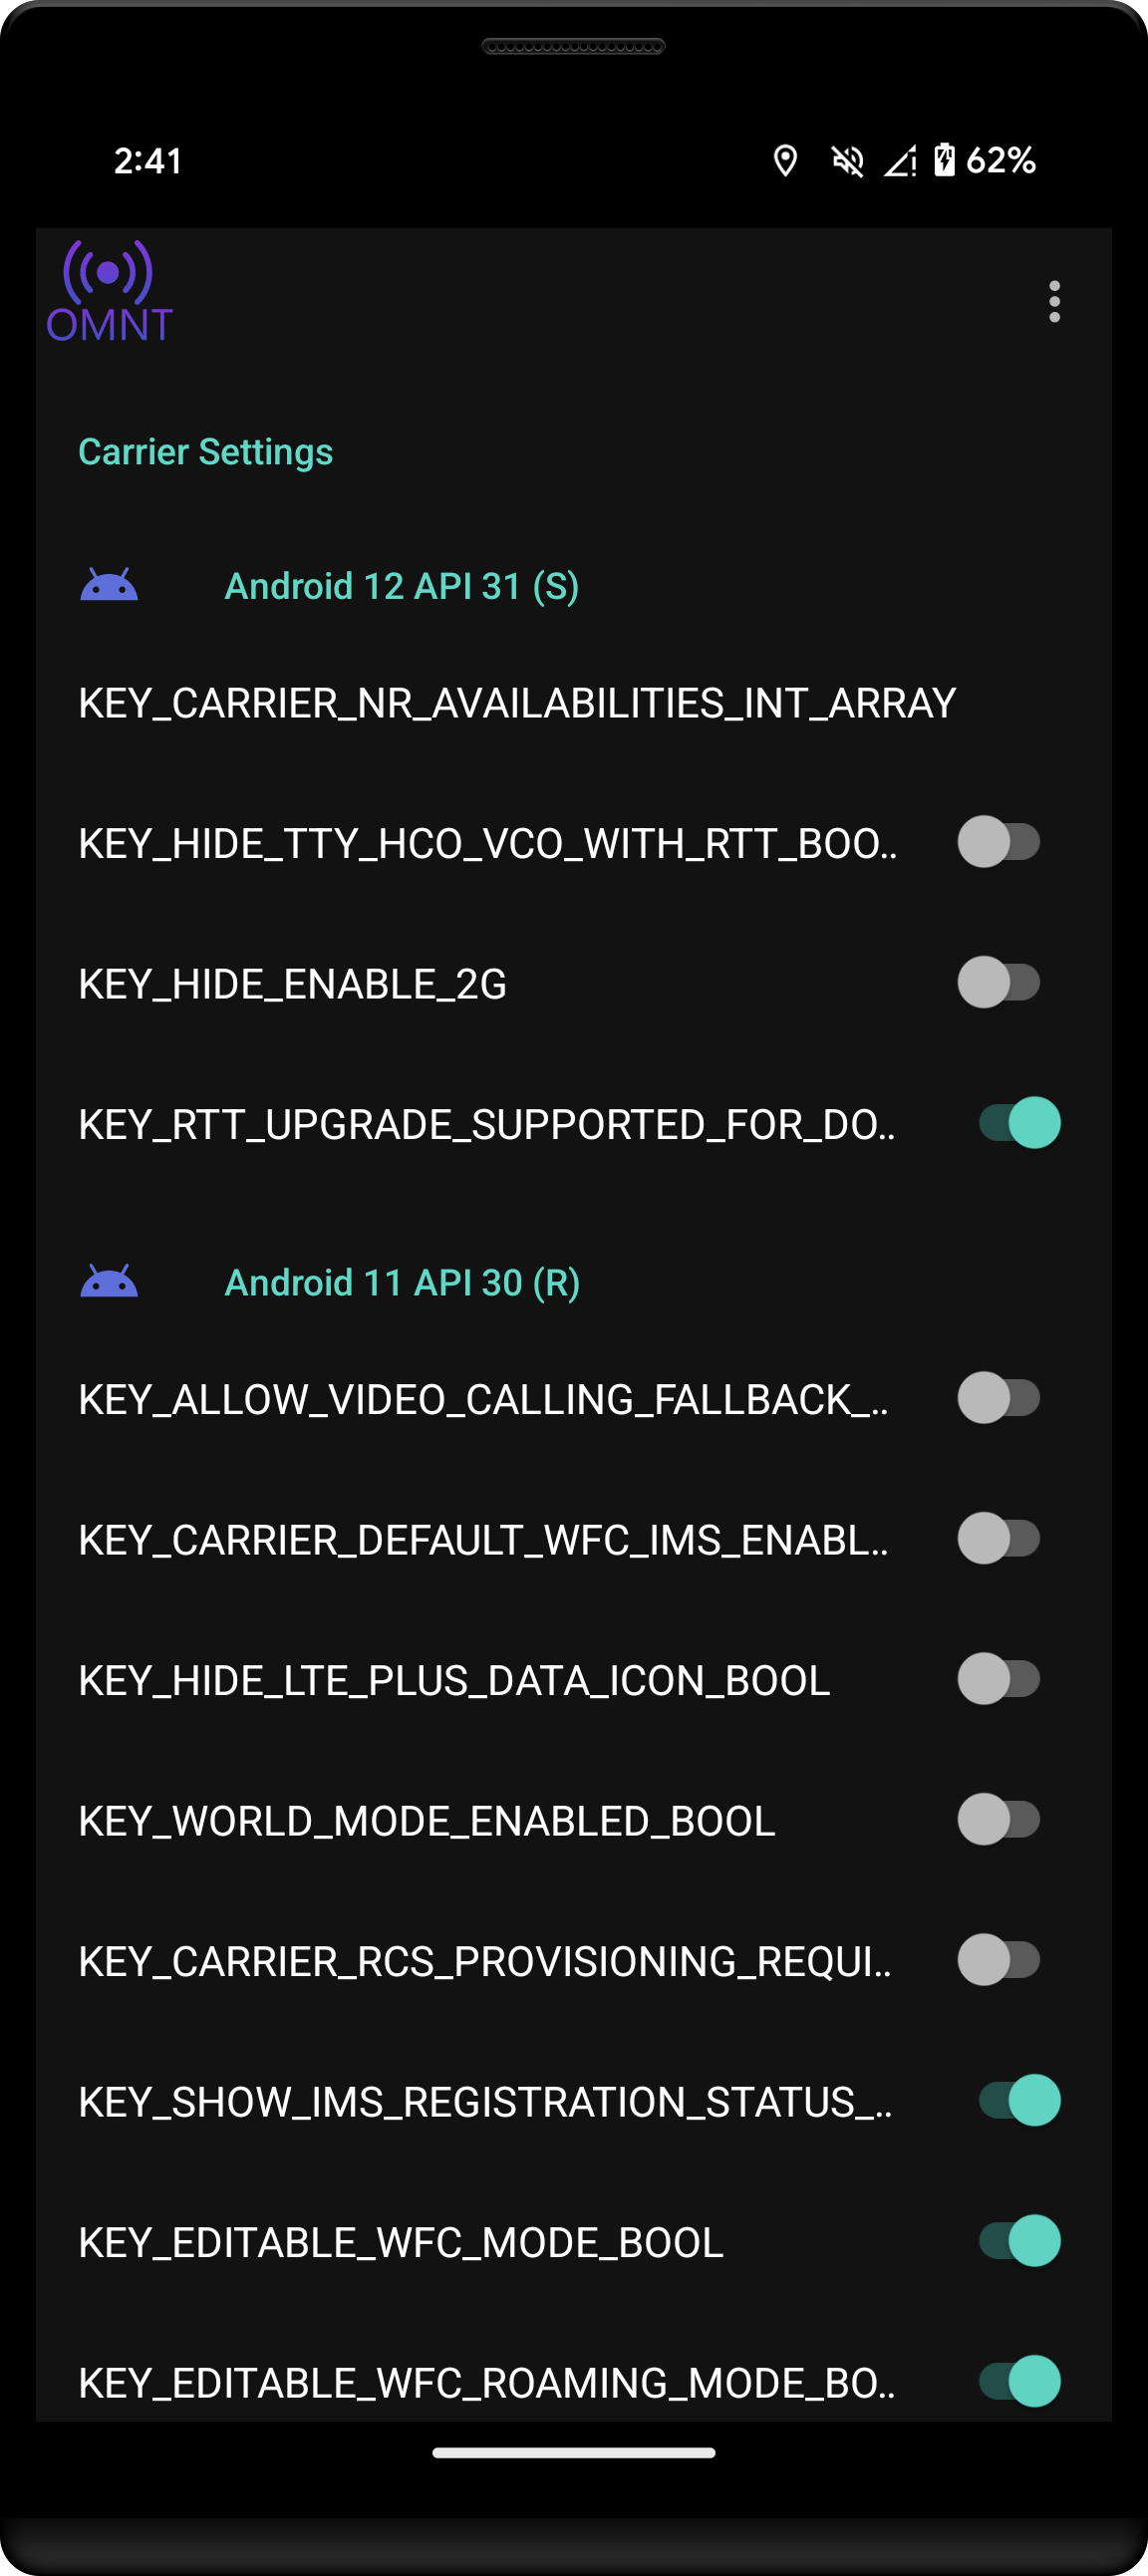 2:41
62%
OMNT
Carrier Settings
Android 12 API 31 (S)
KEY_CARRIER_NR_AVAILABILITIES_INT_ARRAY
KEY_HIDE_TTY_HCO_VCO_WITH_RTT_BOO..
KEY_HIDE_ENABLE_2G
KEY_RTT_UPGRADE_SUPPORTED_FOR_DO..
Android 11 API 30 (R)
KEY_ALLOW_VIDEO_CALLING_FALLBACK_..
KEY_CARRIER_DEFAULT_WFC_IMS_ENABL..
KEY_HIDE_LTE_PLUS_DATA_ICON_BOOL
KEY_WORLD_MODE_ENABLED_BOOL
KEY_CARRIER_RCS_PROVISIONING_REQUI..
KEY_SHOW_IMS_REGISTRATION_STATUS_..
KEY_EDITABLE_WFC_MODE_BOOL
KEY_EDITABLE_WFC_ROAMING_MODE_BO..